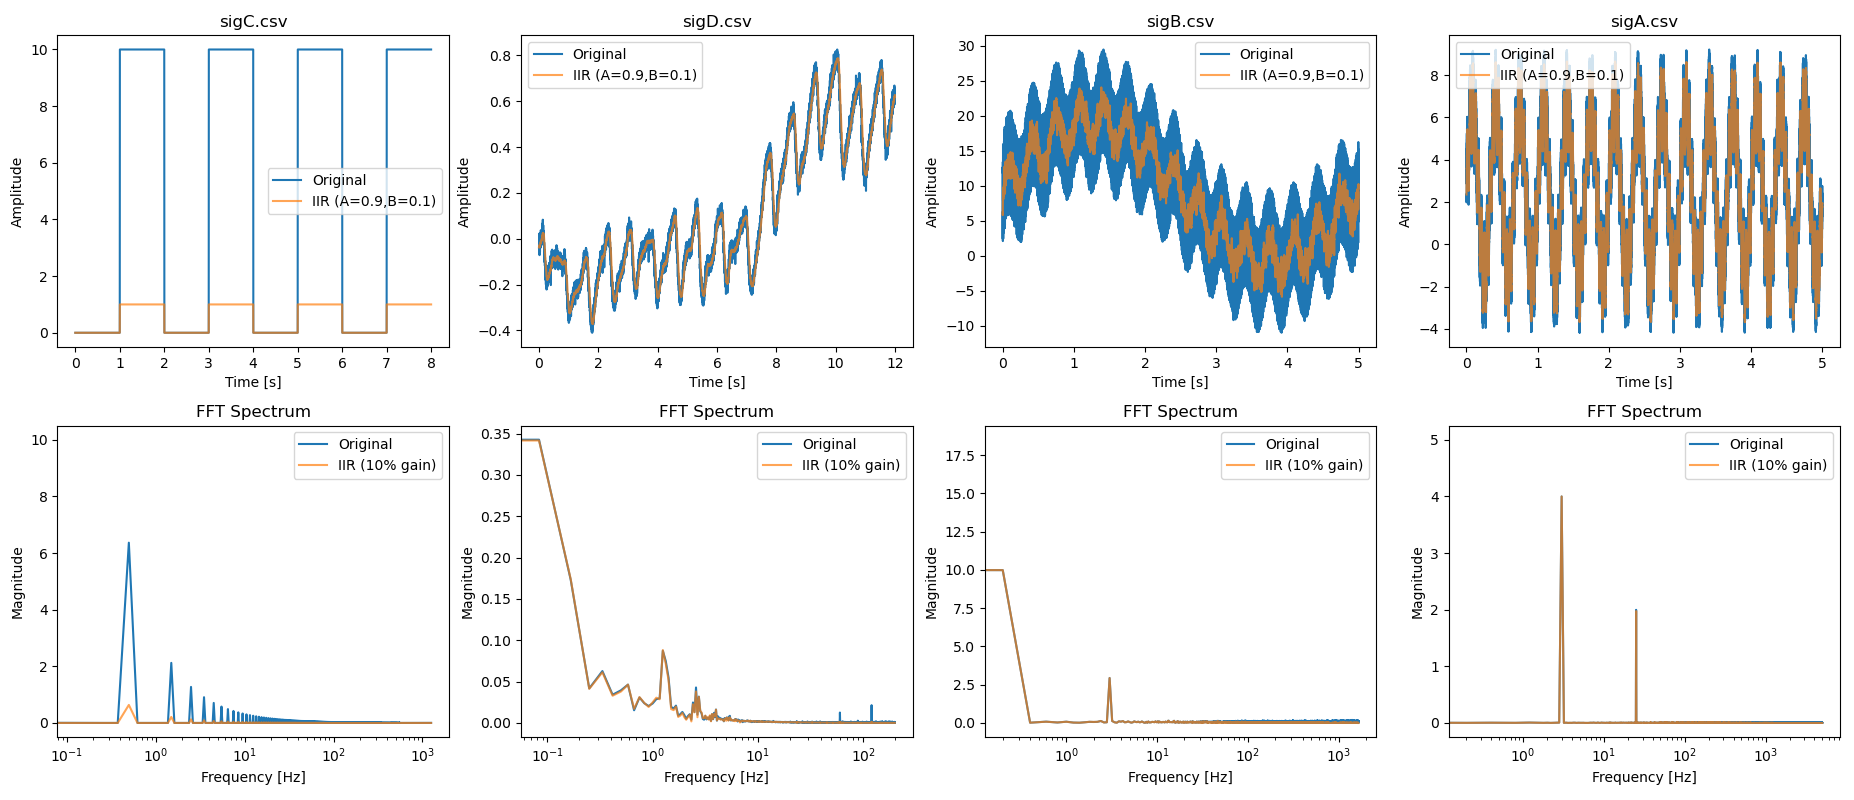 sigC.csv
Amplitude
10
8
6
4
2
0
Original
IIR (A=0.9,B=0.1)
0 1 2 3 4 5 6 7 8
Time [s]
sigD.csv
Amplitude
0.8
0.6
0.4
0.2
0.0
−0.2
−0.4
Original
IIR (A=0.9,B=0.1)
0 2 4 6 8 10 12
Time [s]
sigB.csv
Amplitude
30
25
20
15
10
5
0
−5
−10
Original
IIR (A=0.9,B=0.1)
0 1 2 3 4 5
Time [s]
sigA.csv
Amplitude
8
6
4
2
0
−2
−4
Original
IIR (A=0.9,B=0.1)
0 1 2 3 4 5
Time [s]
FFT Spectrum
Magnitude
10
8
6
4
2
0
Original
IIR (10% gain)
10⁻¹ 10⁰ 10¹ 10² 10³
Frequency [Hz]
FFT Spectrum
Magnitude
0.35
0.30
0.25
0.20
0.15
0.10
0.05
0.00
Original
IIR (10% gain)
10⁻¹ 10⁰ 10¹ 10²
Frequency [Hz]
FFT Spectrum
Magnitude
17.5
15.0
12.5
10.0
7.5
5.0
2.5
0.0
Original
IIR (10% gain)
10⁰ 10¹ 10² 10³
Frequency [Hz]
FFT Spectrum
Magnitude
5
4
3
2
1
0
Original
IIR (10% gain)
10⁰ 10¹ 10² 10³
Frequency [Hz]